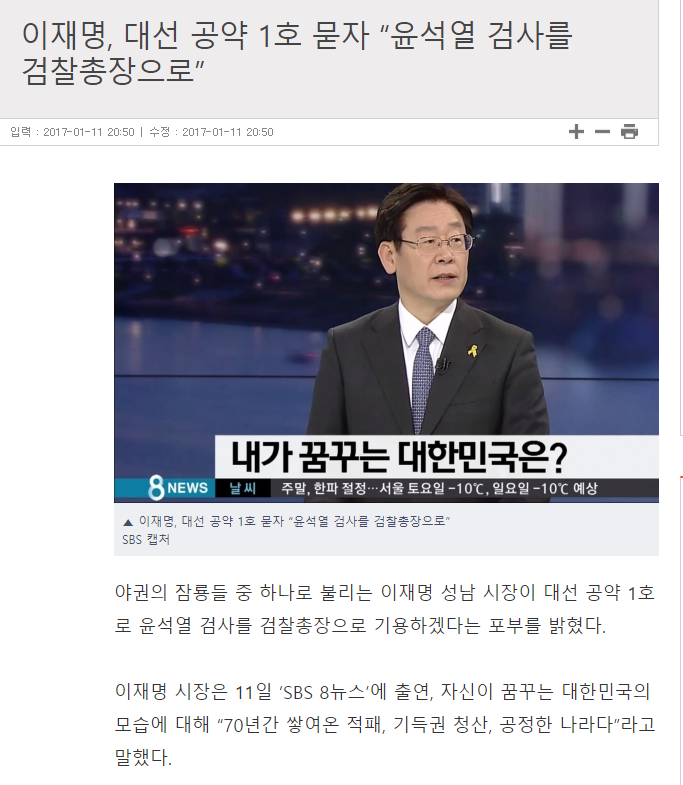 이재명, 대선 공약 1호 묻자 “윤석열 검사를
검찰총장으로”
입력 : 2017-01-11 20:50 | 수정 : 2017-01-11 20:50
내가 꿈꾸는 대한민국은?
8 NEWS 날씨 주말, 한파 절정…서울 토요일 -10℃, 일요일 -10℃ 예상
▲ 이재명, 대선 공약 1호 묻자 “윤석열 검사를 검찰총장으로”
SBS 캡처
야권의 잠룡들 중 하나로 불리는 이재명 성남 시장이 대선 공약 1호
로 윤석열 검사를 검찰총장으로 기용하겠다는 포부를 밝혔다.
이재명 시장은 11일 ‘SBS 8뉴스’에 출연, 자신이 꿈꾸는 대한민국의
모습에 대해 “70년간 쌓여온 적패, 기득권 청산, 공정한 나라다”라고
말했다.